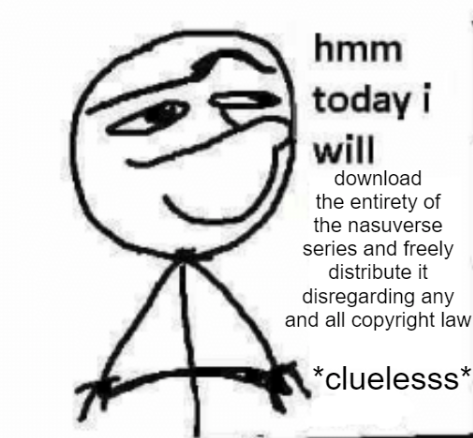 hmm
today i
will
download
the entirety of
the nasuverse
series and freely
distribute it
disregarding any
and all copyright law
*cluelesss*